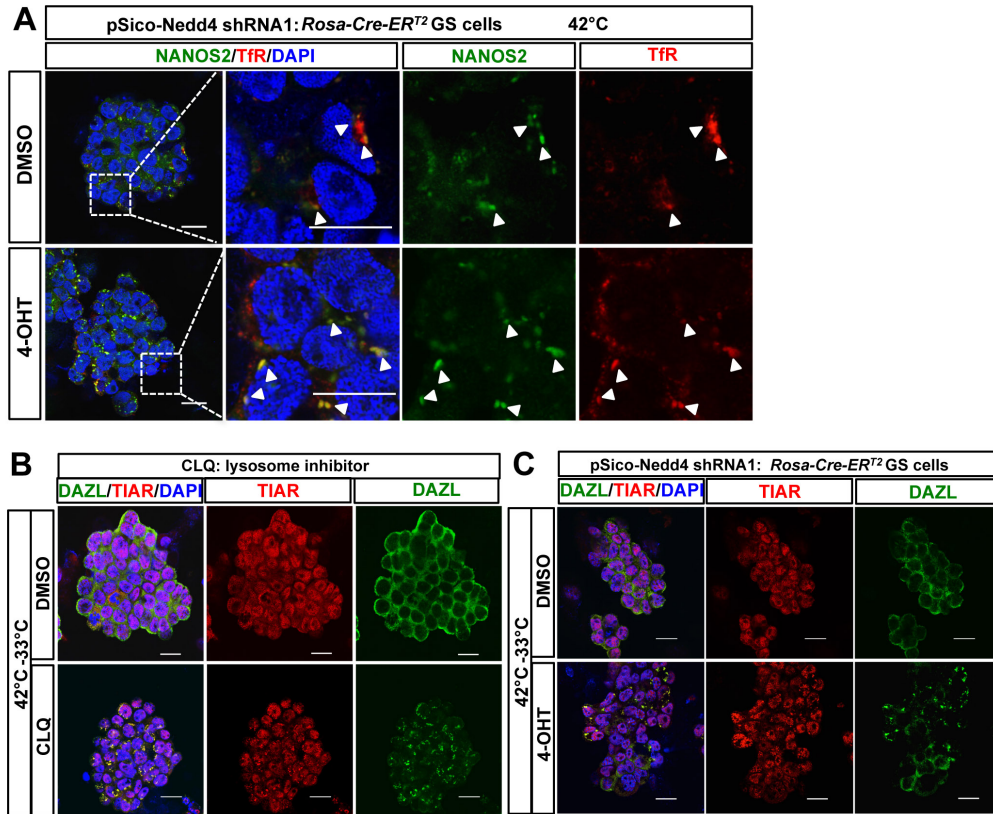 A
pSico-Nedd4 shRNA1: Rosa-Cre-ER^T2 GS cells 42°C
NANOS2/TfR/DAPI NANOS2 TfR
DMSO
4-OHT
B
CLQ: lysosome inhibitor
DAZL/TIAR/DAPI TIAR DAZL
42°C-33°C
DMSO
CLQ
C
pSico-Nedd4 shRNA1: Rosa-Cre-ER^T2 GS cells
DAZL/TIAR/DAPI TIAR DAZL
42°C-33°C
DMSO
4-OHT